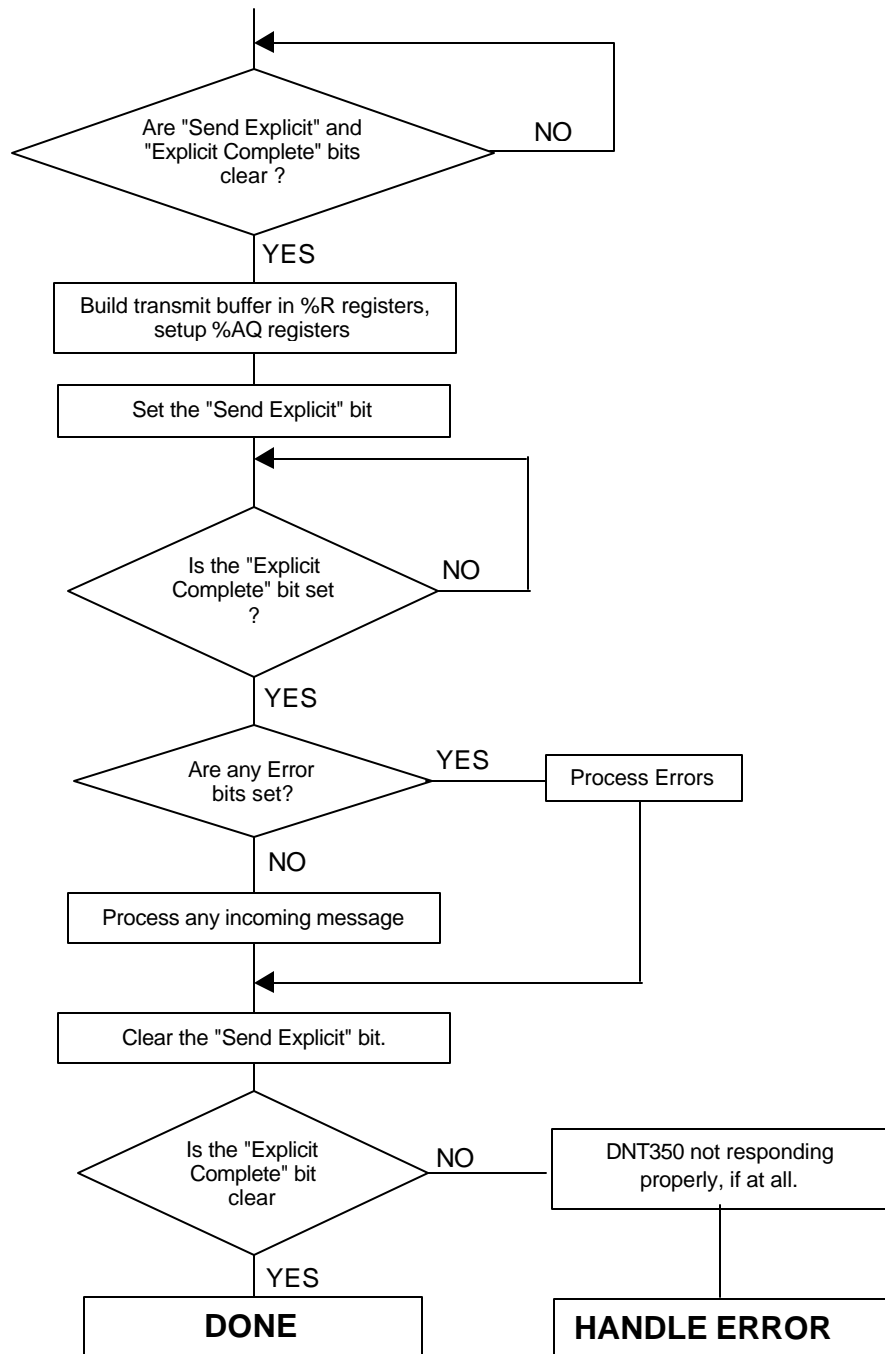 Are "Send Explicit" and
"Explicit Complete" bits
clear ?
NO
YES
Build transmit buffer in %R registers,
setup %AQ registers
Set the "Send Explicit" bit
Is the "Explicit
Complete" bit set
?
NO
YES
Are any Error
bits set?
YES
Process Errors
NO
Process any incoming message
Clear the "Send Explicit" bit.
Is the "Explicit
Complete" bit
clear
NO
DNT350 not responding
properly, if at all.
YES
DONE
HANDLE ERROR